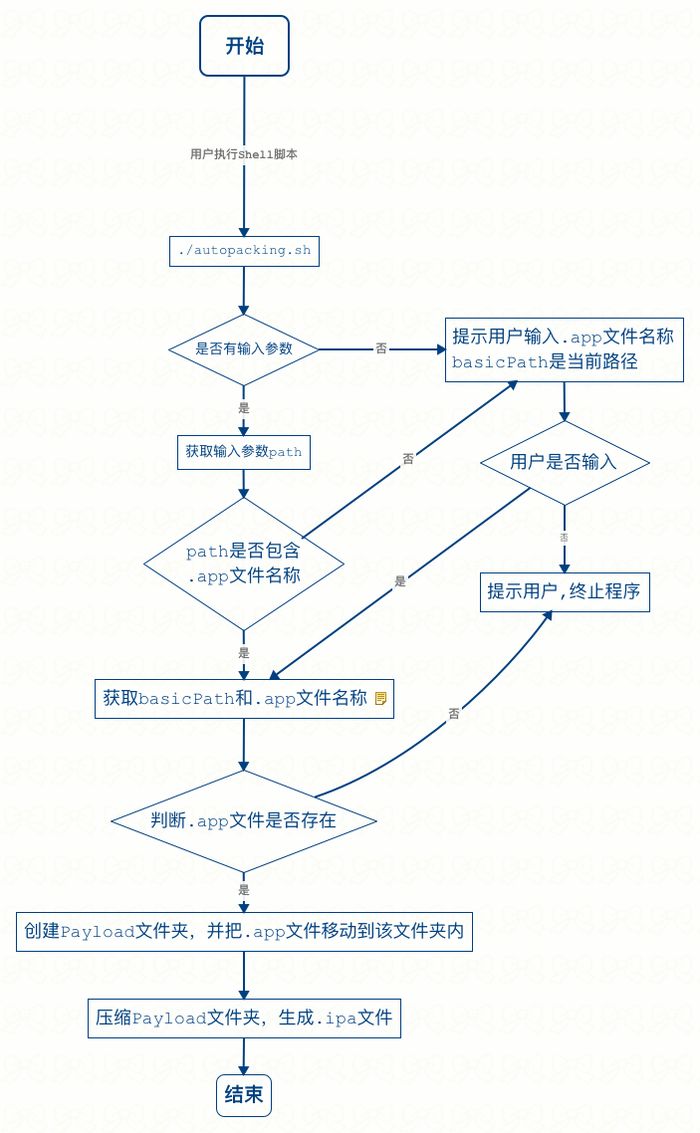 开始
用户执行Shell脚本
./autopacking.sh
是否有输入参数
否
提示用户输入.app文件名称
basicPath是当前路径
是
获取输入参数path
否
用户是否输入
path是否包含
.app文件名称
否
是
提示用户,终止程序
是
获取basicPath和.app文件名称
否
判断.app文件是否存在
是
创建Payload文件夹，并把.app文件移动到该文件夹内
压缩Payload文件夹，生成.ipa文件
结束